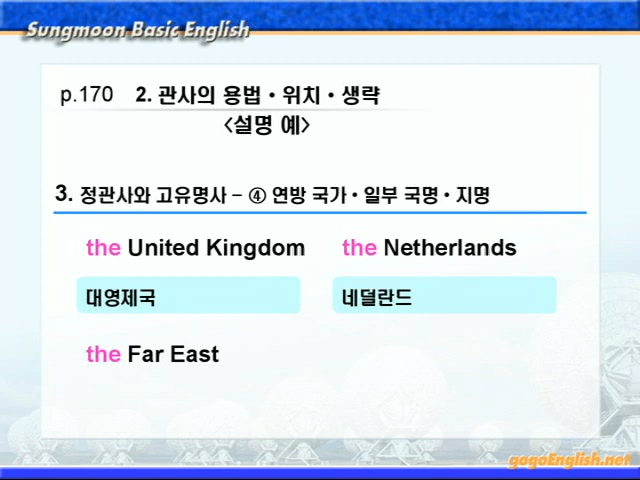 Sungmoon Basic English
p.170 2. 관사의 용법 • 위치 • 생략
<설명 예>
3. 정관사와 고유명사 – ④ 연방 국가 • 일부 국명 • 지명
the United Kingdom the Netherlands
대영제국 네덜란드
the Far East
gogoEnglish.net